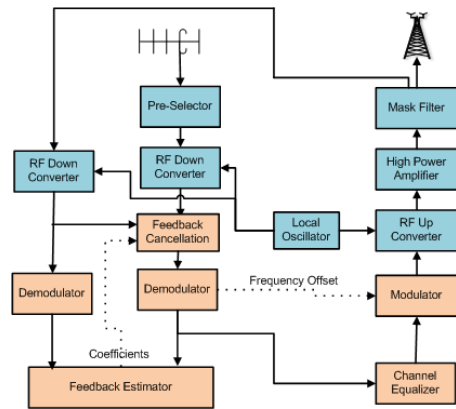 Pre-Selector
Mask Filter
RF Down
Converter
RF Down
Converter
High Power
Amplifier
Feedback
Cancellation
Local
Oscillator
RF Up
Converter
Demodulator
Demodulator
Frequency Offset
Modulator
Coefficients
Feedback Estimator
Channel
Equalizer